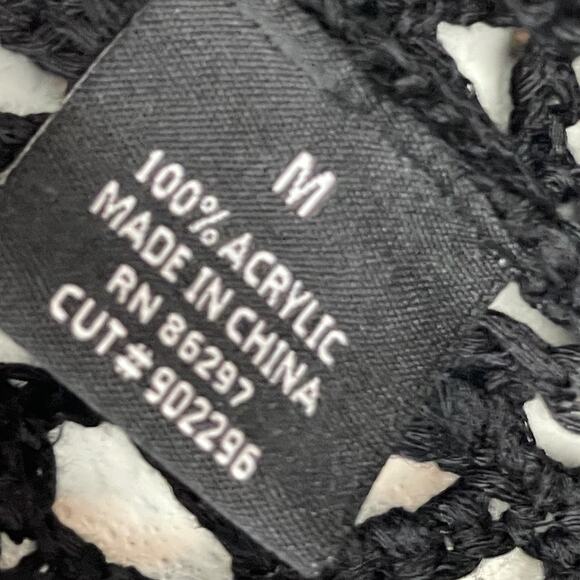 M
100% ACRYLIC
MADE IN CHINA
RN 86297
CUT# 902296